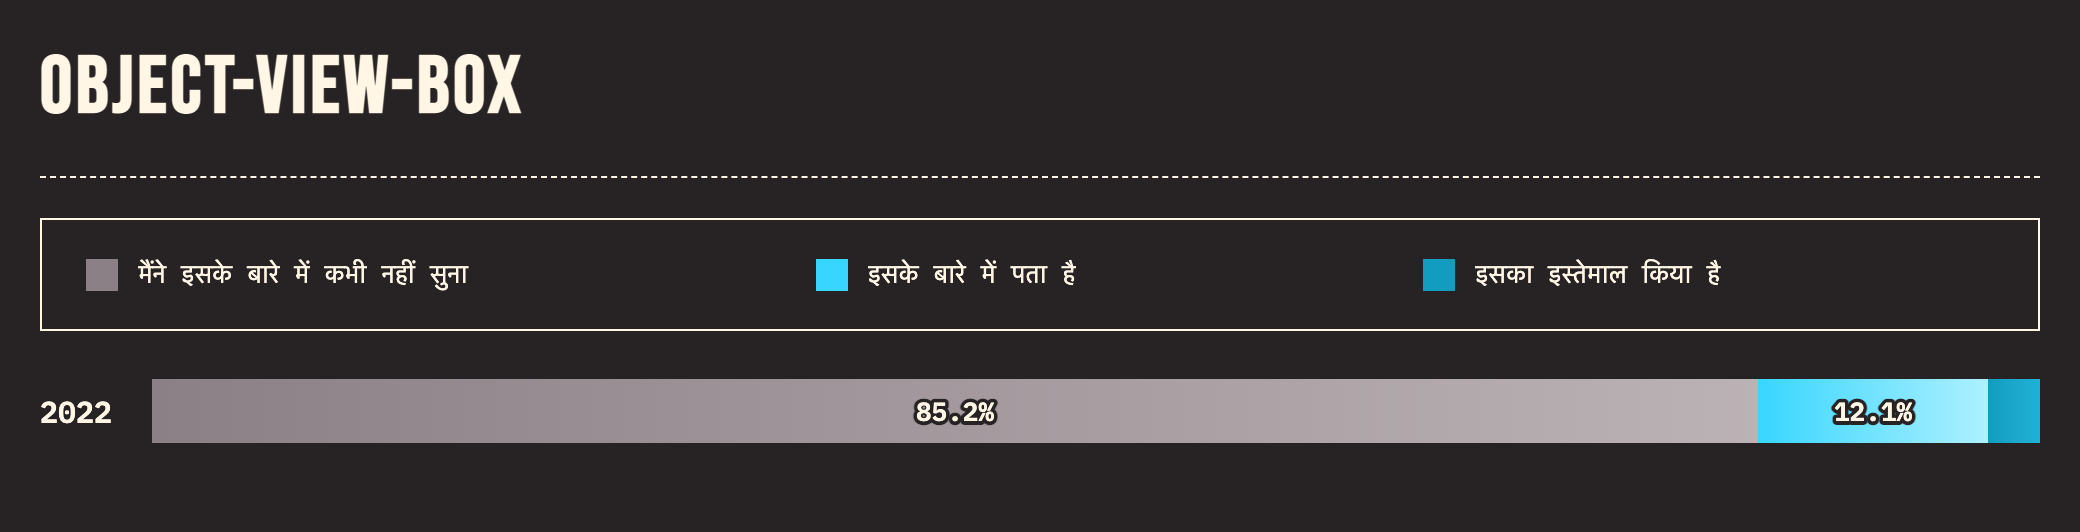 OBJECT-VIEW-BOX
मैंने इसके बारे में कभी नहीं सुना
इसके बारे में पता है
इसका इस्तेमाल किया है
2022 85.2% 12.1%